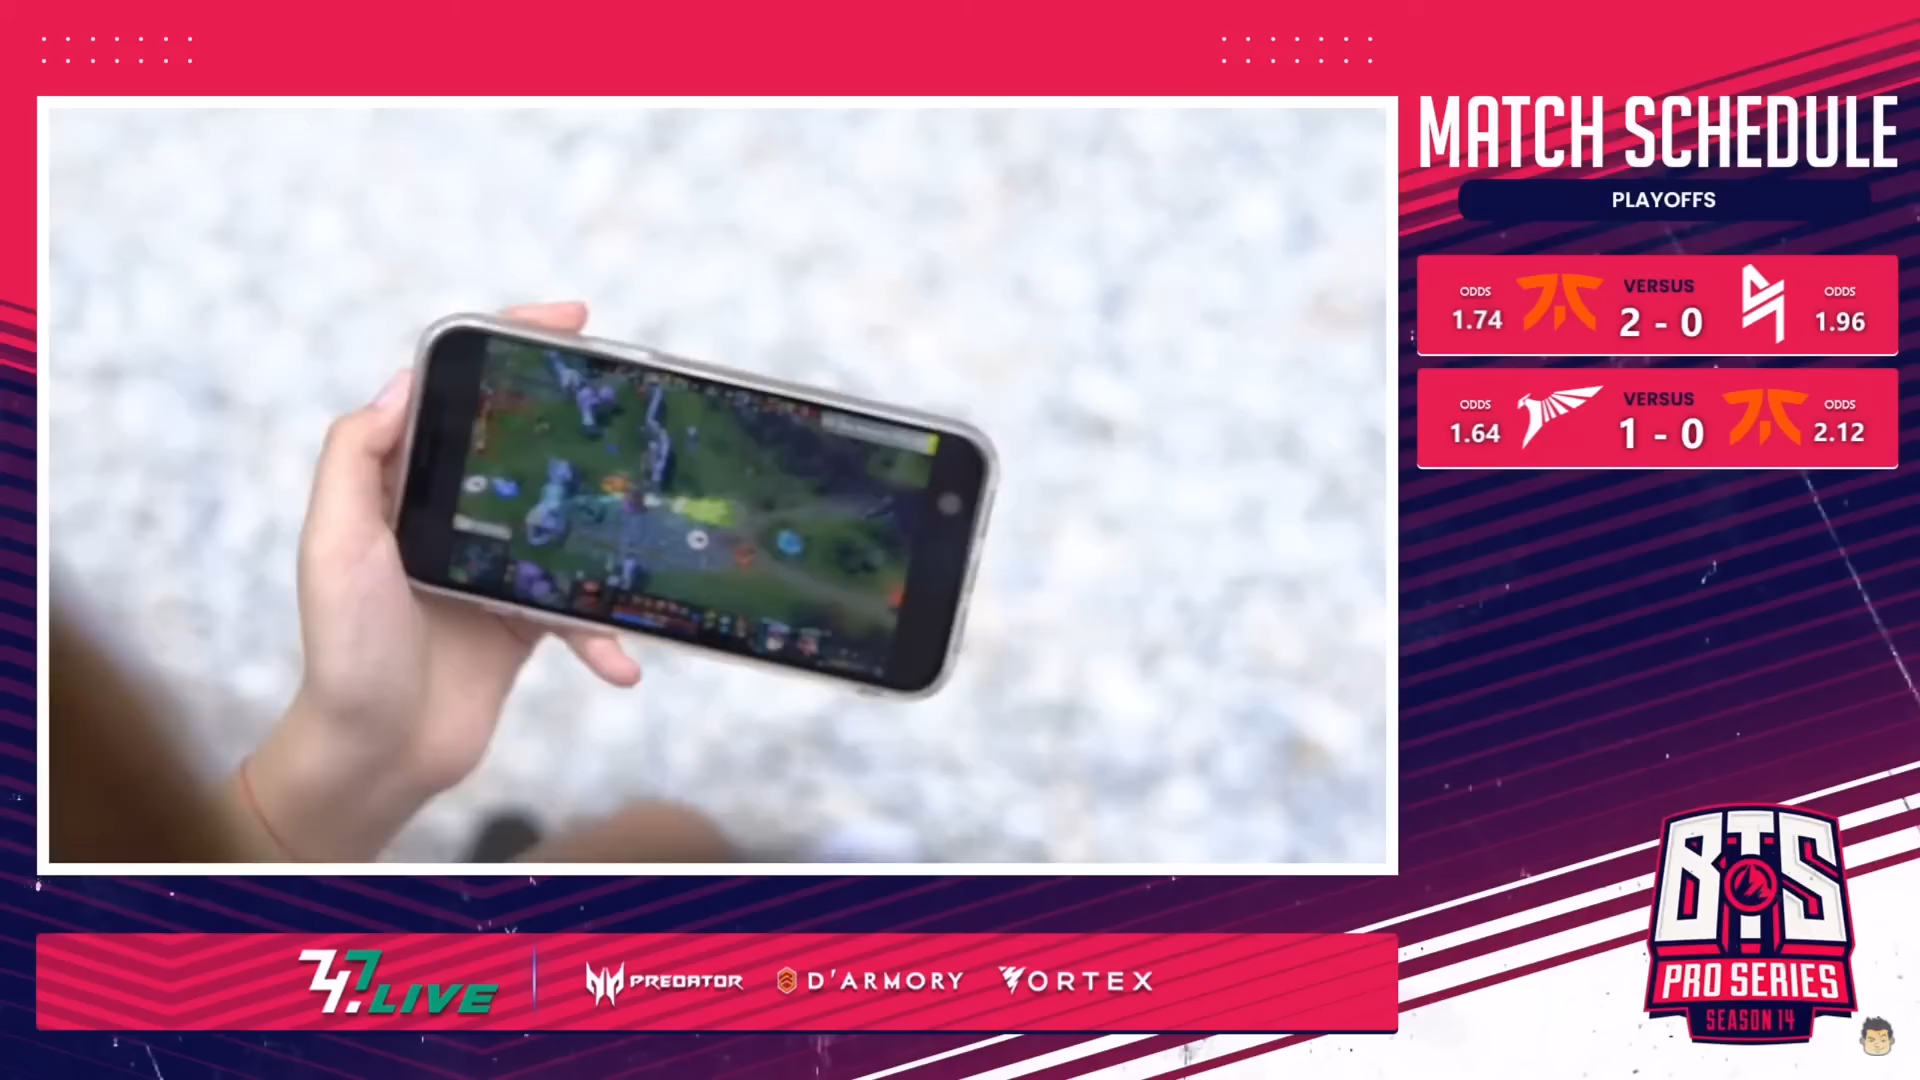 MATCH SCHEDULE
PLAYOFFS
ODDS
1.74
VERSUS
2 - 0
ODDS
1.96
ODDS
1.64
VERSUS
1 - 0
ODDS
2.12
747.LIVE
PREDATOR
D'ARMORY
VORTEX
BTS
PRO SERIES
SEASON 14